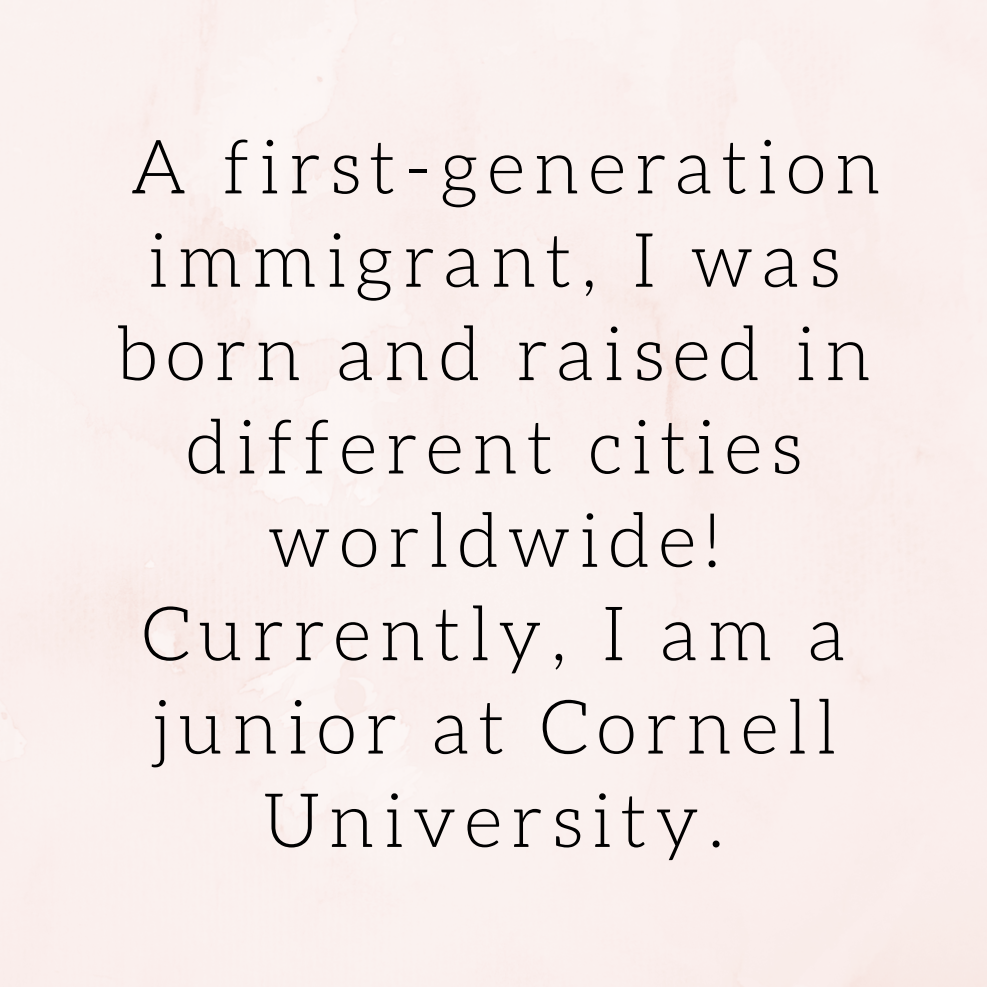 A first-generation
immigrant, I was
born and raised in
different cities
worldwide!
Currently, I am a
junior at Cornell
University.